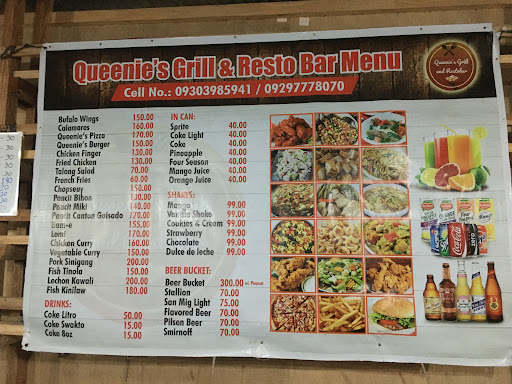 Queenie's Grill & Resto Bar Menu
Cell No.: 09303985941 / 09297778070
Queenie's Grill
and Restobar
Bufalo Wings 150.00
Calamares 160.00
Queenie's Pizza 170.00
Queenie's Burger 150.00
Chicken Finger 130.00
Fried Chicken 130.00
Talong Salad 70.00
French Fries 60.00
Chopseuy 150.00
Pancit Bihon 130.00
Pancit Miki 140.00
Pancit Canton Guisado 170.00
Bam-e 155.00
Lomi 170.00
Chicken Curry 160.00
Vegetable Curry 150.00
Pork Sinigang 200.00
Fish Tinola 150.00
Lechon Kawali 200.00
Fish Kinilaw 180.00
DRINKS:
Coke Litro 50.00
Coke Swakto 15.00
Coke 8oz 15.00
IN CAN:
Sprite 40.00
Coke Light 40.00
Coke 40.00
Pineapple 40.00
Four Season 40.00
Mango Juice 40.00
Orange Juice 40.00
SHAKES:
Mango 99.00
Vanilla Shake 99.00
Cookies & Cream 99.00
Strawberry 99.00
Chocolate 99.00
Dulce de leche 99.00
BEER BUCKET:
Beer Bucket 300.00 w/ Peanut
Stallion 70.00
San Mig Light 75.00
Flavored Beer 70.00
Pilsen Beer 70.00
Smirnoff 70.00